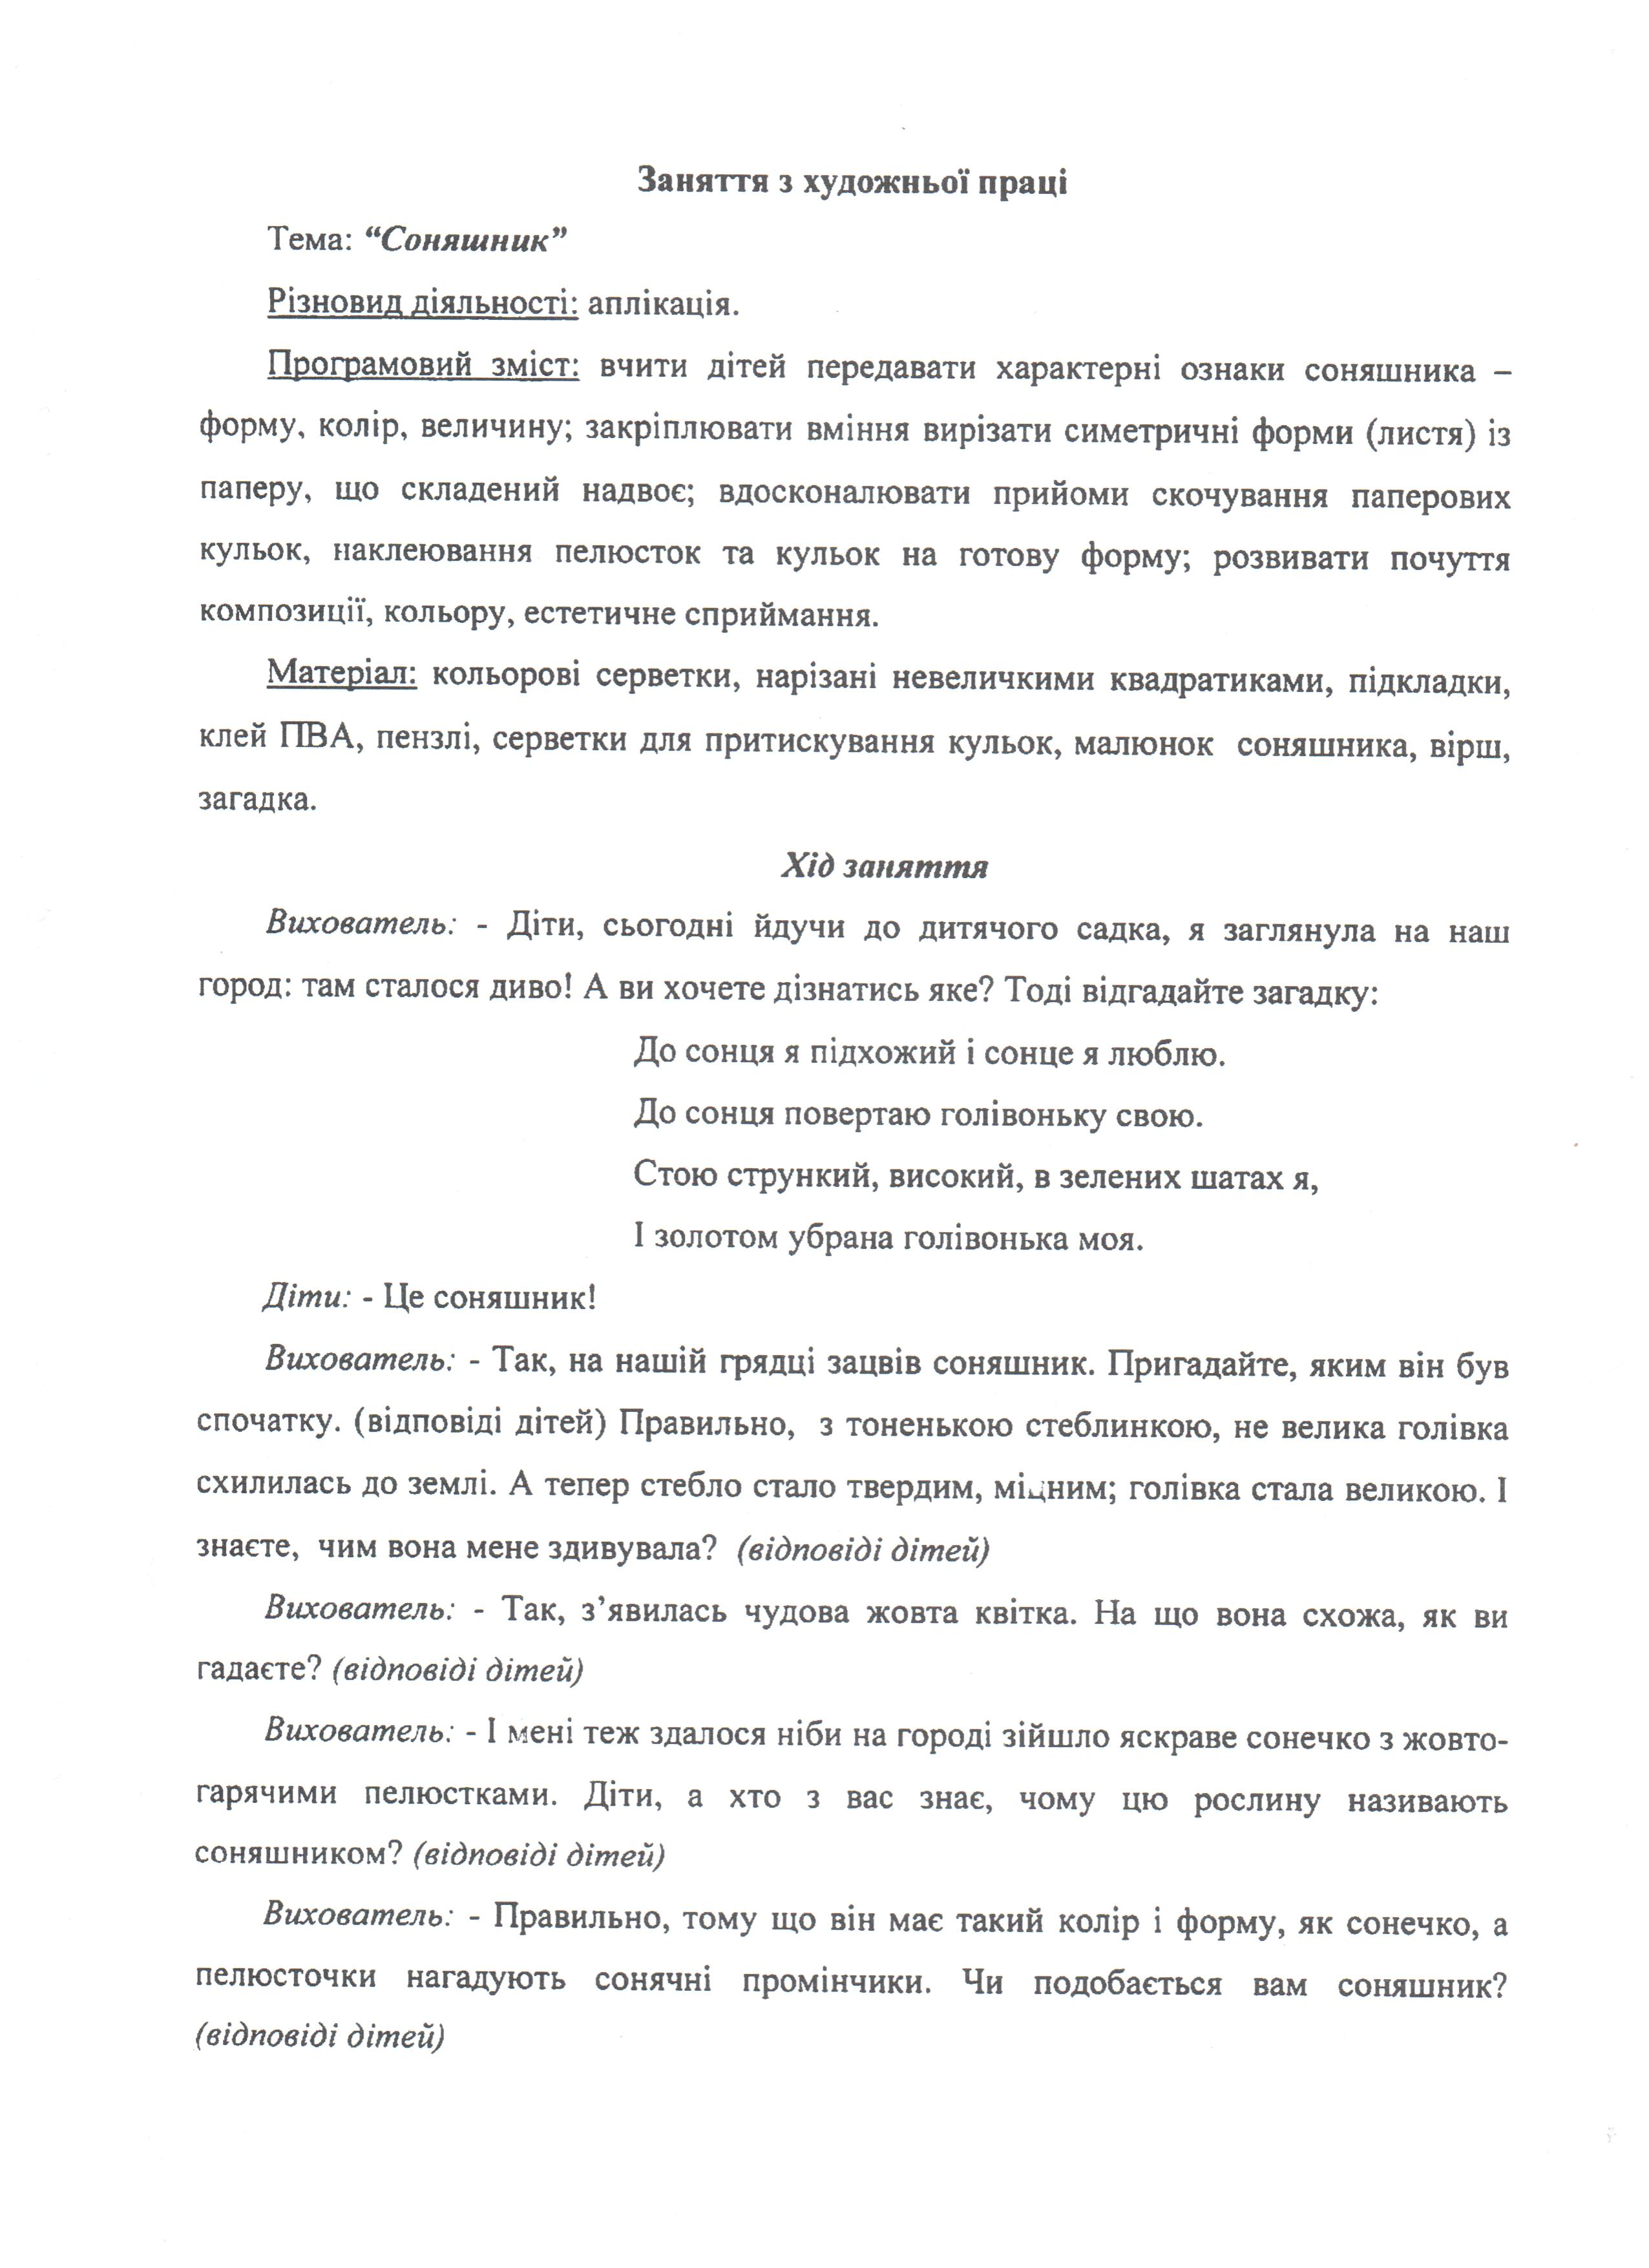 Заняття з художньої праці
Тема: “Соняшник”
Різновид діяльності: аплікація.
Програмовий зміст: вчити дітей передавати характерні ознаки соняшника –
форму, колір, величину; закріплювати вміння вирізати симетричні форми (листя) із
паперу, що складений надвоє; вдосконалювати прийоми скочування паперових
кульок, наклеювання пелюсток та кульок на готову форму; розвивати почуття
композиції, кольору, естетичне сприймання.
Матеріал: кольорові серветки, нарізані невеличкими квадратиками, підкладки,
клей ПВА, пензлі, серветки для притискування кульок, малюнок соняшника, вірш,
загадка.
Хід заняття
Вихователь: - Діти, сьогодні йдучи до дитячого садка, я заглянула на наш
город: там сталося диво! А ви хочете дізнатись яке? Тоді відгадайте загадку:
До сонця я підхожий і сонце я люблю.
До сонця повертаю голівоньку свою.
Стою стрункий, високий, в зелених шатах я,
І золотом убрана голівонька моя.
Діти: - Це соняшник!
Вихователь: - Так, на нашій грядці зацвів соняшник. Пригадайте, яким він був
спочатку. (відповіді дітей) Правильно, з тоненькою стеблинкою, не велика голівка
схилилась до землі. А тепер стебло стало твердим, міцним; голівка стала великою. І
знаєте, чим вона мене здивувала? (відповіді дітей)
Вихователь: - Так, з’явилась чудова жовта квітка. На що вона схожа, як ви
гадаєте? (відповіді дітей)
Вихователь: - І мені теж здалося ніби на городі зійшло яскраве сонечко з жовто-
гарячими пелюстками. Діти, а хто з вас знає, чому цю рослину називають
соняшником? (відповіді дітей)
Вихователь: - Правильно, тому що він має такий колір і форму, як сонечко, а
пелюсточки нагадують сонячні промінчики. Чи подобається вам соняшник?
(відповіді дітей)